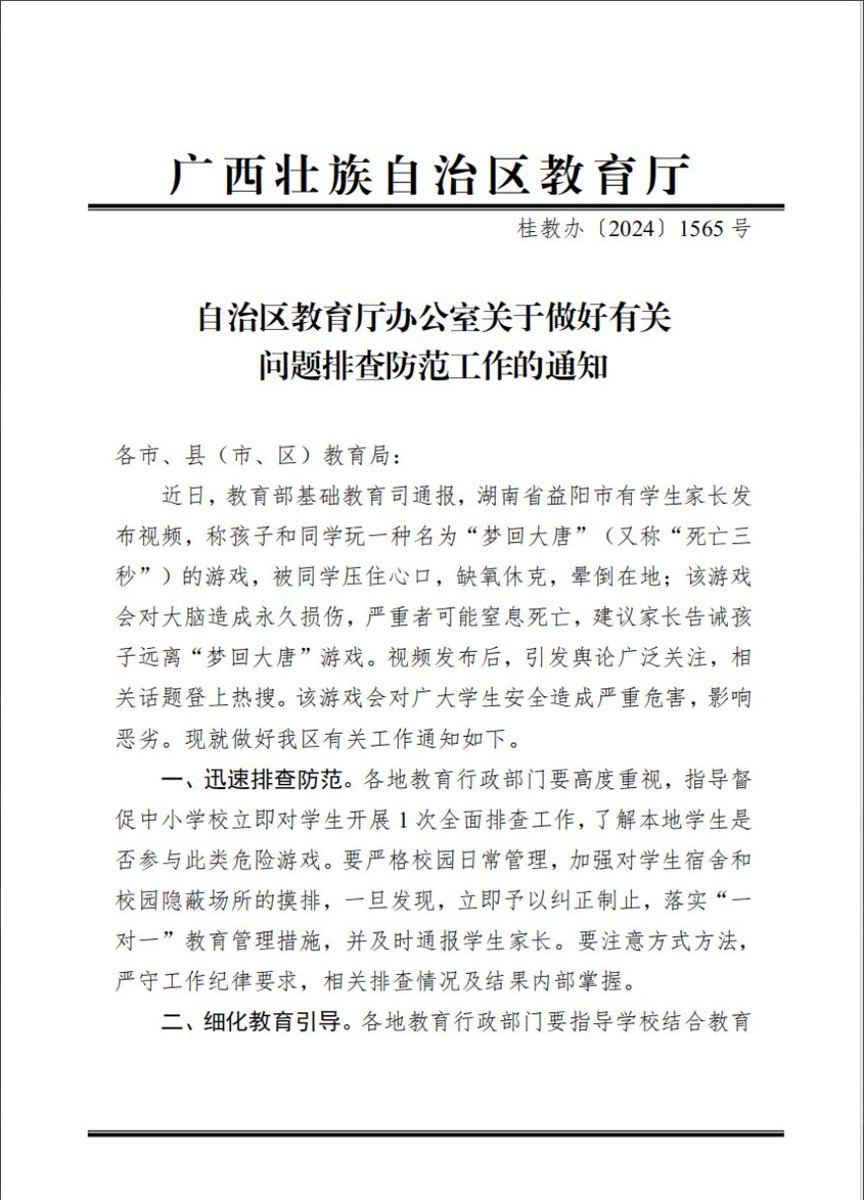 广西壮族自治区教育厅
桂教办〔2024〕1565 号
自治区教育厅办公室关于做好有关
问题排查防范工作的通知
各市、县（市、区）教育局：
近日，教育部基础教育司通报，湖南省益阳市有学生家长发
布视频，称孩子和同学玩一种名为“梦回大唐”（又称“死亡三
秒”）的游戏，被同学压住心口，缺氧休克，晕倒在地；该游戏
会对大脑造成永久损伤，严重者可能窒息死亡，建议家长告诫孩
子远离“梦回大唐”游戏。视频发布后，引发舆论广泛关注，相
关话题登上热搜。该游戏会对广大学生安全造成严重危害，影响
恶劣。现就做好我区有关工作通知如下。
一、迅速排查防范。各地教育行政部门要高度重视，指导督
促中小学校立即对学生开展 1 次全面排查工作，了解本地学生是
否参与此类危险游戏。要严格校园日常管理，加强对学生宿舍和
校园隐蔽场所的摸排，一旦发现，立即予以纠正制止，落实“一
对一”教育管理措施，并及时通报学生家长。要注意方式方法，
严守工作纪律要求，相关排查情况及结果内部掌握。
二、细化教育引导。各地教育行政部门要指导学校结合教育